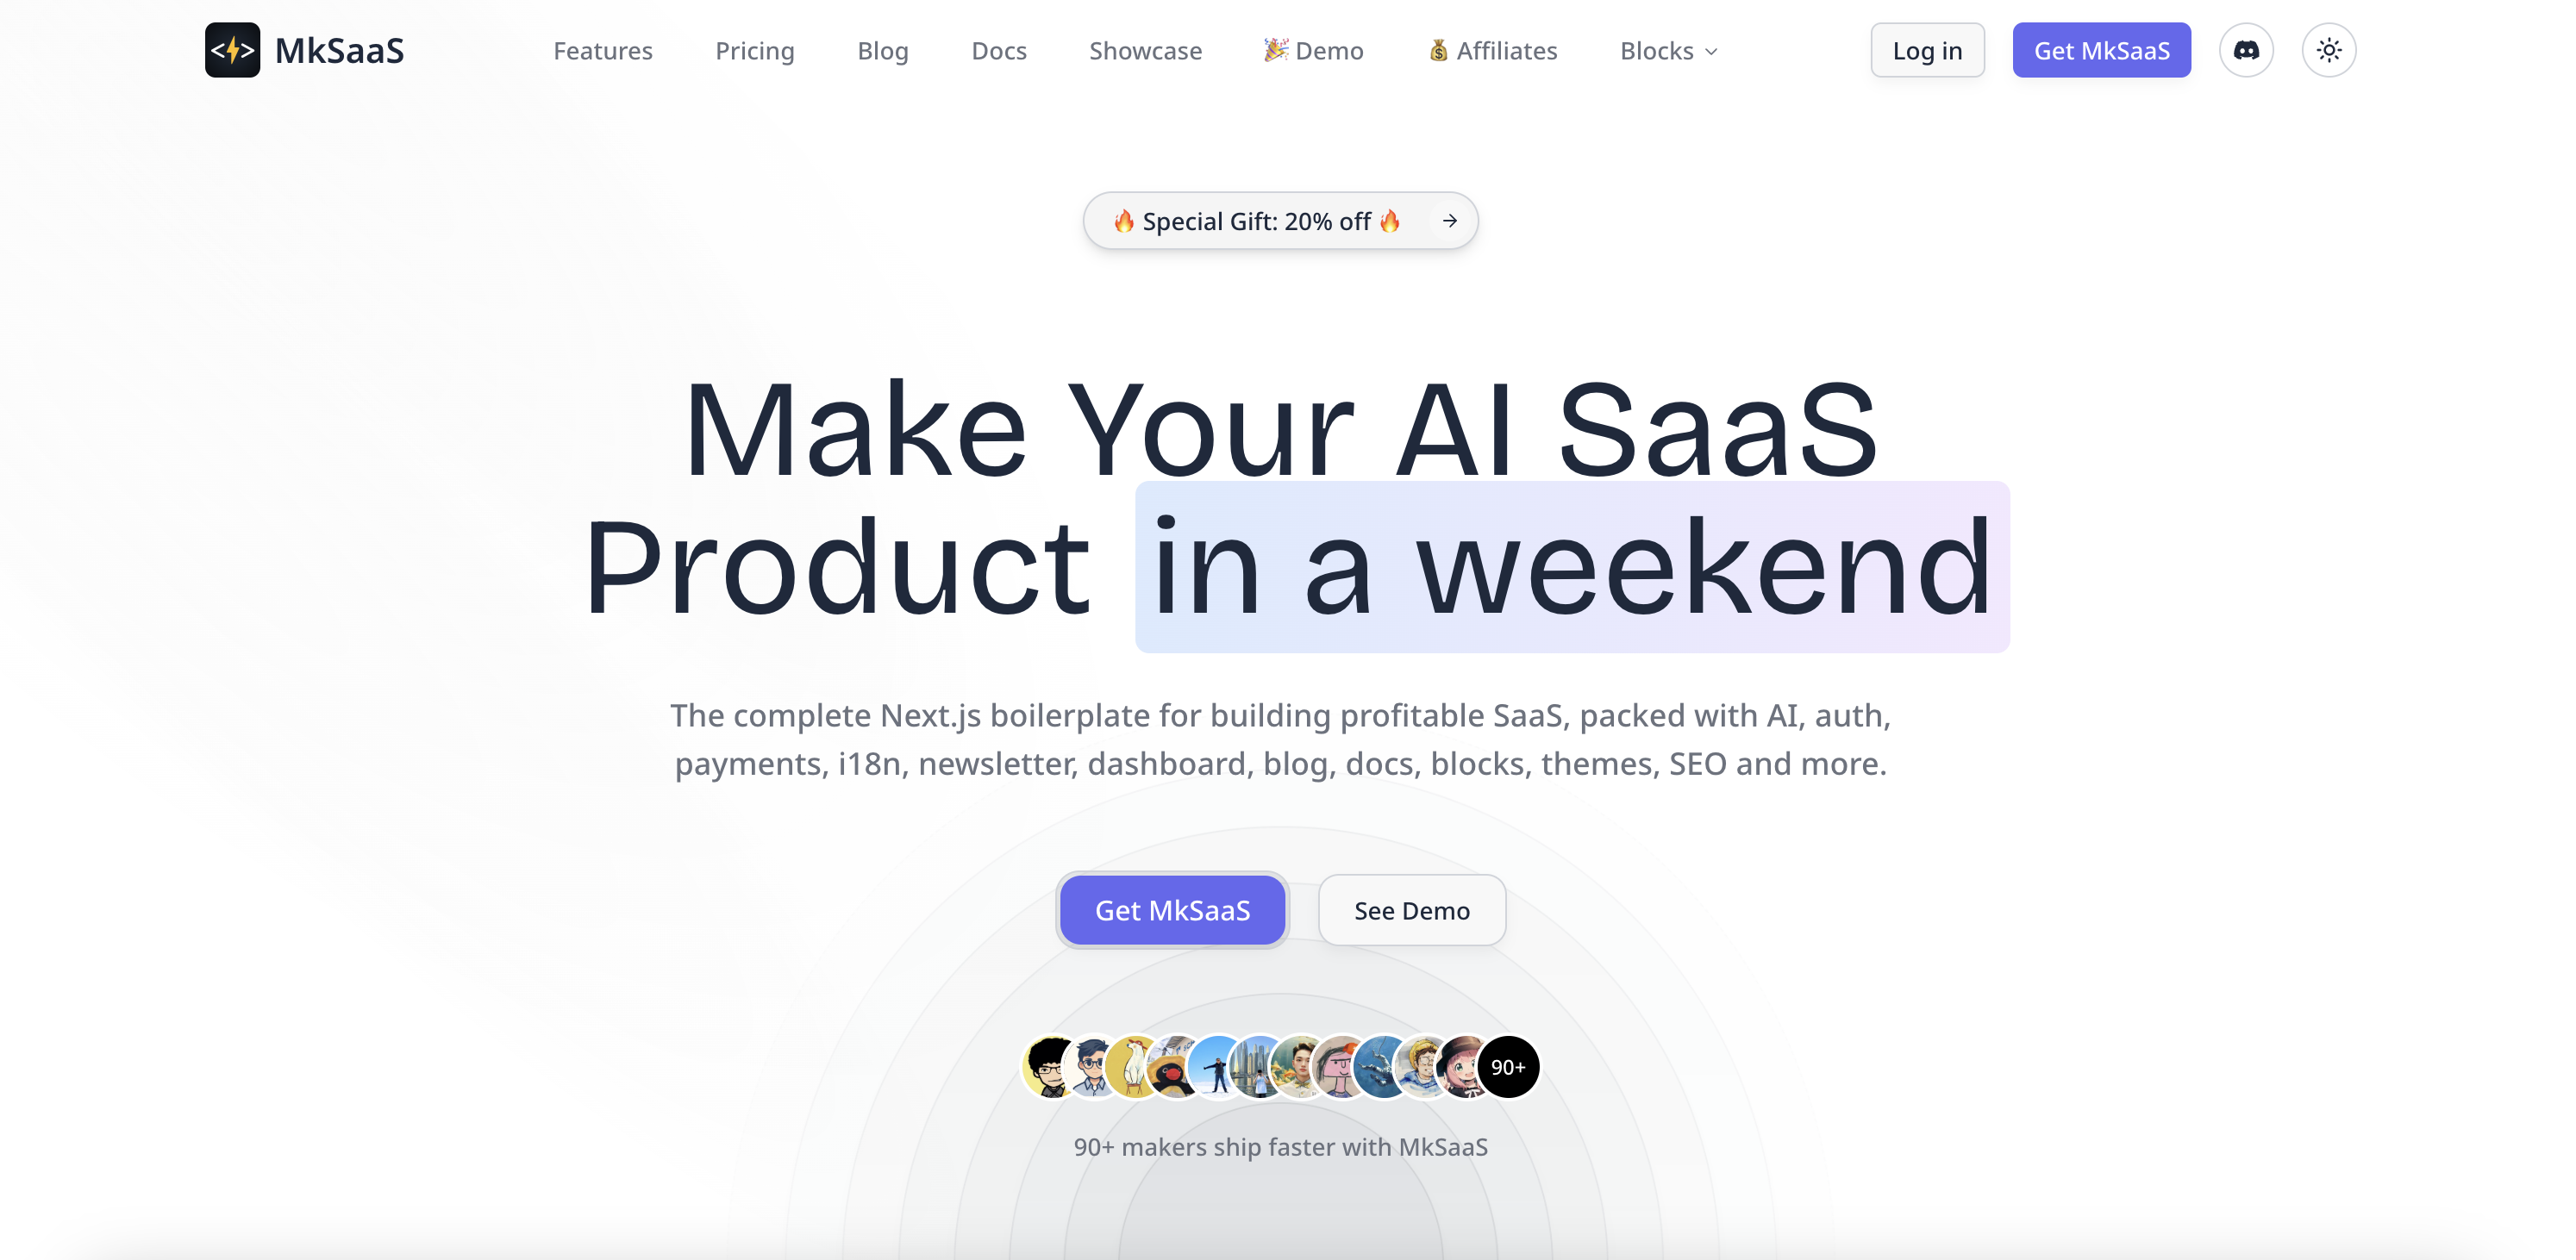 <⚡> MkSaaS
Features Pricing Blog Docs Showcase 🎉 Demo 💰 Affiliates Blocks Log in Get MkSaaS
🔥 Special Gift: 20% off 🔥 →
Make Your AI SaaS
Product in a weekend
The complete Next.js boilerplate for building profitable SaaS, packed with AI, auth,
payments, i18n, newsletter, dashboard, blog, docs, blocks, themes, SEO and more.
Get MkSaaS See Demo
90+
90+ makers ship faster with MkSaaS